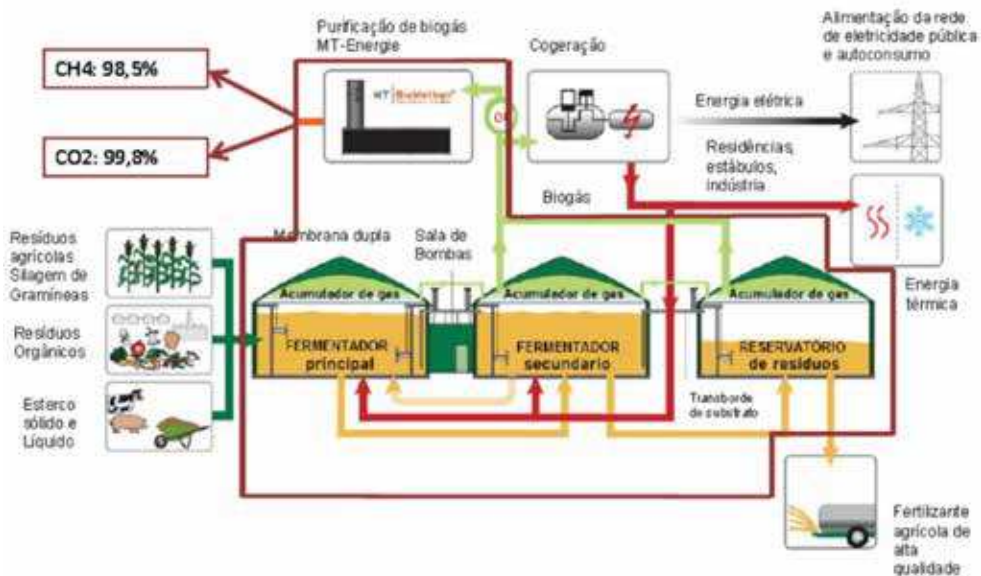 Purificação de biogás
MT-Energie
Cogeração
Alimentação da rede
de eletricidade pública
e autoconsumo
CH4: 98,5%
CO2: 99,8%
MT
Energia elétrica
Residências,
estábulos,
indústria
Biogás
Resíduos
agrícolas
Silagem de
Gramíneas
Membrana dupla
Sala de
Bombas
Energia
térmica
Acumulador de gas
Acumulador de gas
Acumulador de gas
Resíduos
Orgânicos
FERMENTADOR
principal
FERMENTADOR
secundario
RESERVATÓRIO
de resíduos
Esterco
sólido e
Líquido
Transborde
de substrato
Fertilizante
agrícola de
alta
qualidade